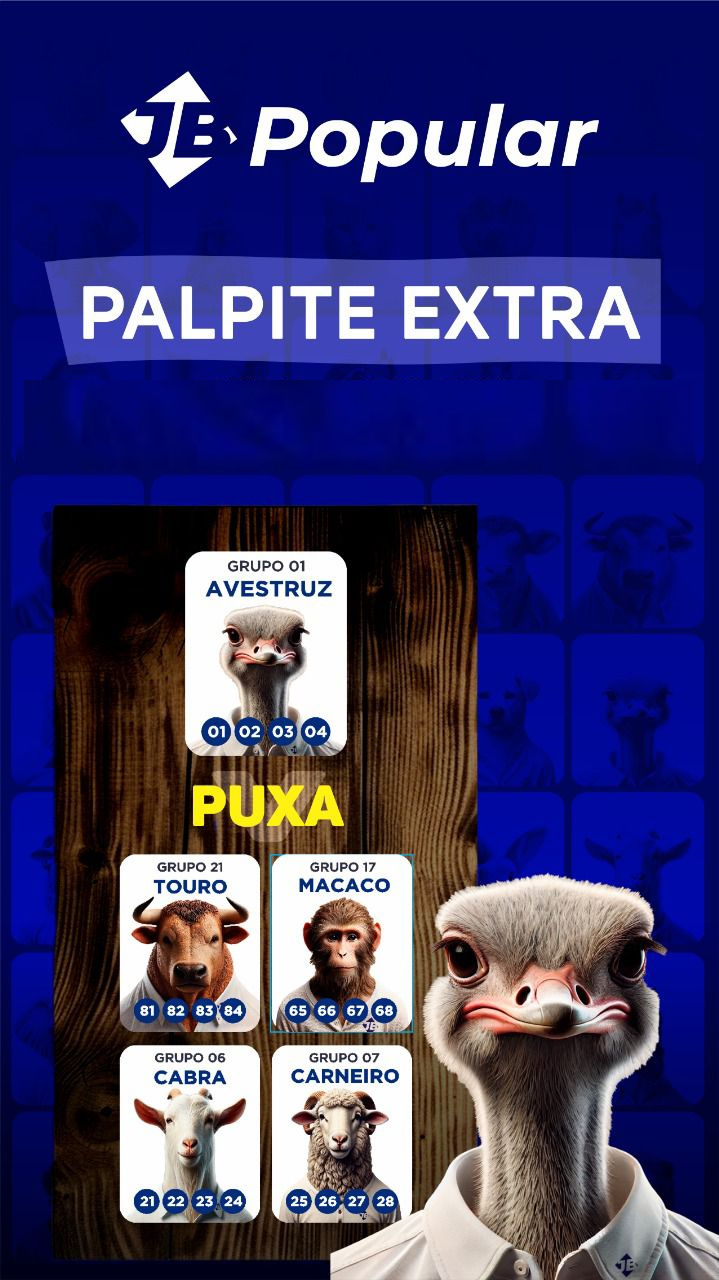 JB Popular
PALPITE EXTRA
GRUPO 01
AVESTRUZ
01 02 03 04
PUXA
GRUPO 21
TOURO
81 82 83 84
GRUPO 17
MACACO
65 66 67 68
GRUPO 06
CABRA
21 22 23 24
GRUPO 07
CARNEIRO
25 26 27 28
JB